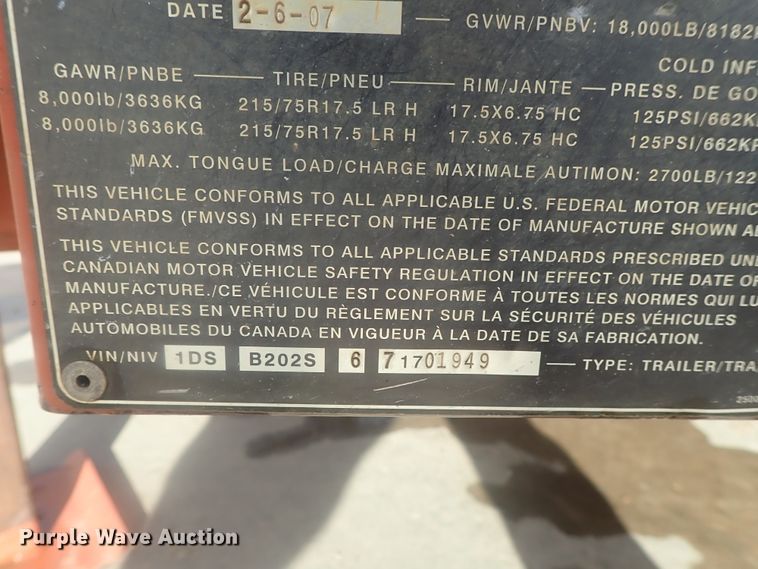 DATE 2-6-07 GVWR/PNBV: 18,000LB/8182K
COLD INF
GAWR/PNBE — TIRE/PNEU — RIM/JANTE — PRESS. DE GO
8,000lb/3636KG 215/75R17.5 LR H 17.5X6.75 HC 125PSI/662K
8,000lb/3636KG 215/75R17.5 LR H 17.5X6.75 HC 125PSI/662KP
MAX. TONGUE LOAD/CHARGE MAXIMALE AUTIMON: 2700LB/122
THIS VEHICLE CONFORMS TO ALL APPLICABLE U.S. FEDERAL MOTOR VEHIC
STANDARDS (FMVSS) IN EFFECT ON THE DATE OF MANUFACTURE SHOWN AB
THIS VEHICLE CONFORMS TO ALL APPLICABLE STANDARDS PRESCRIBED UND
CANADIAN MOTOR VEHICLE SAFETY REGULATION IN EFFECT ON THE DATE OF
MANUFACTURE./CE VÉHICULE EST CONFORME À TOUTES LES NORMES QUI LU
APPLICABLES EN VERTU DU RÈGLEMENT SUR LA SÉCURITÉ DES VÉHICULES
AUTOMOBILES DU CANADA EN VIGUEUR À LA DATE DE SA FABRICATION.
VIN/NIV 1DS B202S 6 71701949 — TYPE: TRAILER/TRA
2500
Purple Wave Auction